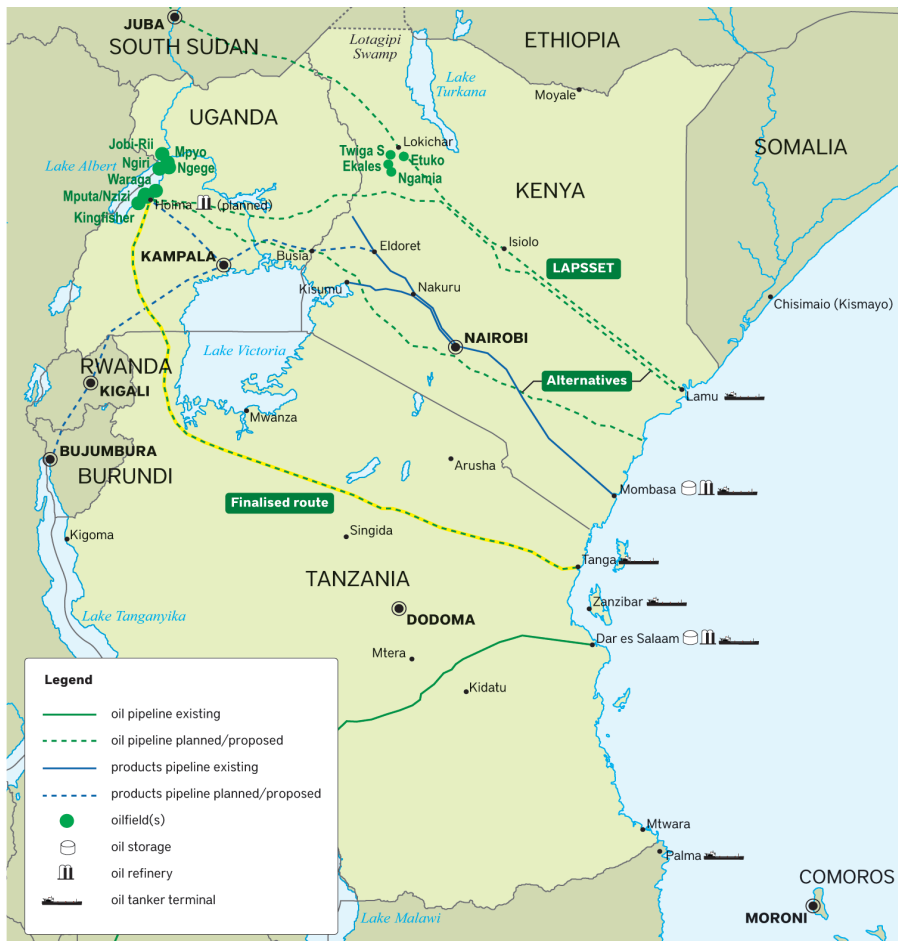 JUBA
SOUTH SUDAN
Lotagipi
Swamp
ETHIOPIA
Lake
Turkana
Moyale
UGANDA
Lokichar
Jobi-Rii
Mpyo
Twiga S
Etuko
SOMALIA
Lake Albert
Ngiri
Ngege
Ekales
Ngamia
Waraga
KENYA
Mputa/Nzizi
Hoima
(planned)
Kingfisher
Isiolo
Eldoret
KAMPALA
Busia
LAPSSET
Kisumu
Nakuru
Chisimaio (Kismayo)
NAIROBI
Lake Victoria
RWANDA
Alternatives
KIGALI
Lamu
Mwanza
BUJUMBURA
Arusha
BURUNDI
Mombasa
Finalised route
Kigoma
Singida
Tanga
TANZANIA
Zanzibar
Lake Tanganyika
DODOMA
Dar es Salaam
Mtera
Kidatu
Legend
oil pipeline existing
oil pipeline planned/proposed
products pipeline existing
products pipeline planned/proposed
oilfield(s)
oil storage
oil refinery
oil tanker terminal
Mtwara
Palma
COMOROS
MORONI
Lake Malawi